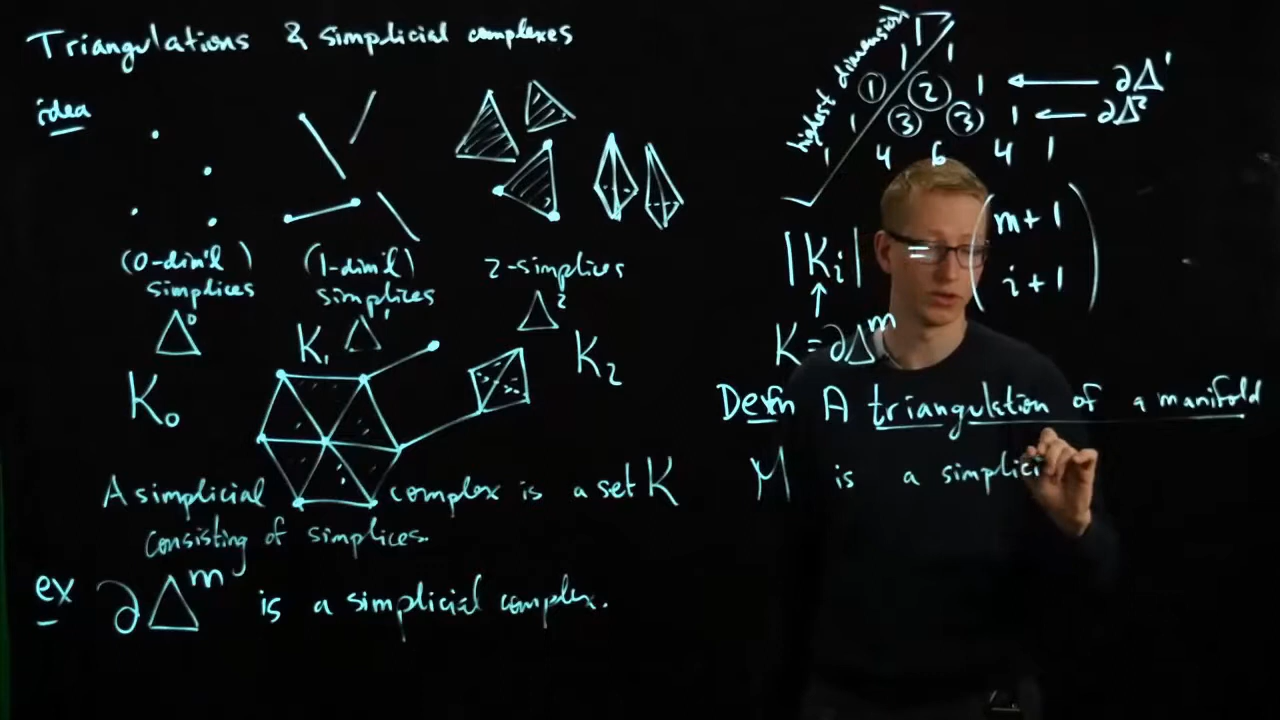 Triangulations & simplicial complexes
idea
(0-dim'l)
simplices
Δ⁰
K₀
(1-dim'l)
simplices
Δ¹
K₁
2-simplices
Δ²
K₂
A simplicial complex is a set K
consisting of simplices.
ex ∂Δᵐ is a simplicial complex.
highest dimension
1
1 1
1 2 1 ← ∂Δ¹
1 3 3 1 ← ∂Δ²
1 4 6 4 1
|Kᵢ| = (m+1
i+1)
K = ∂Δᵐ
Defn A triangulation of a manifold
M is a simplici